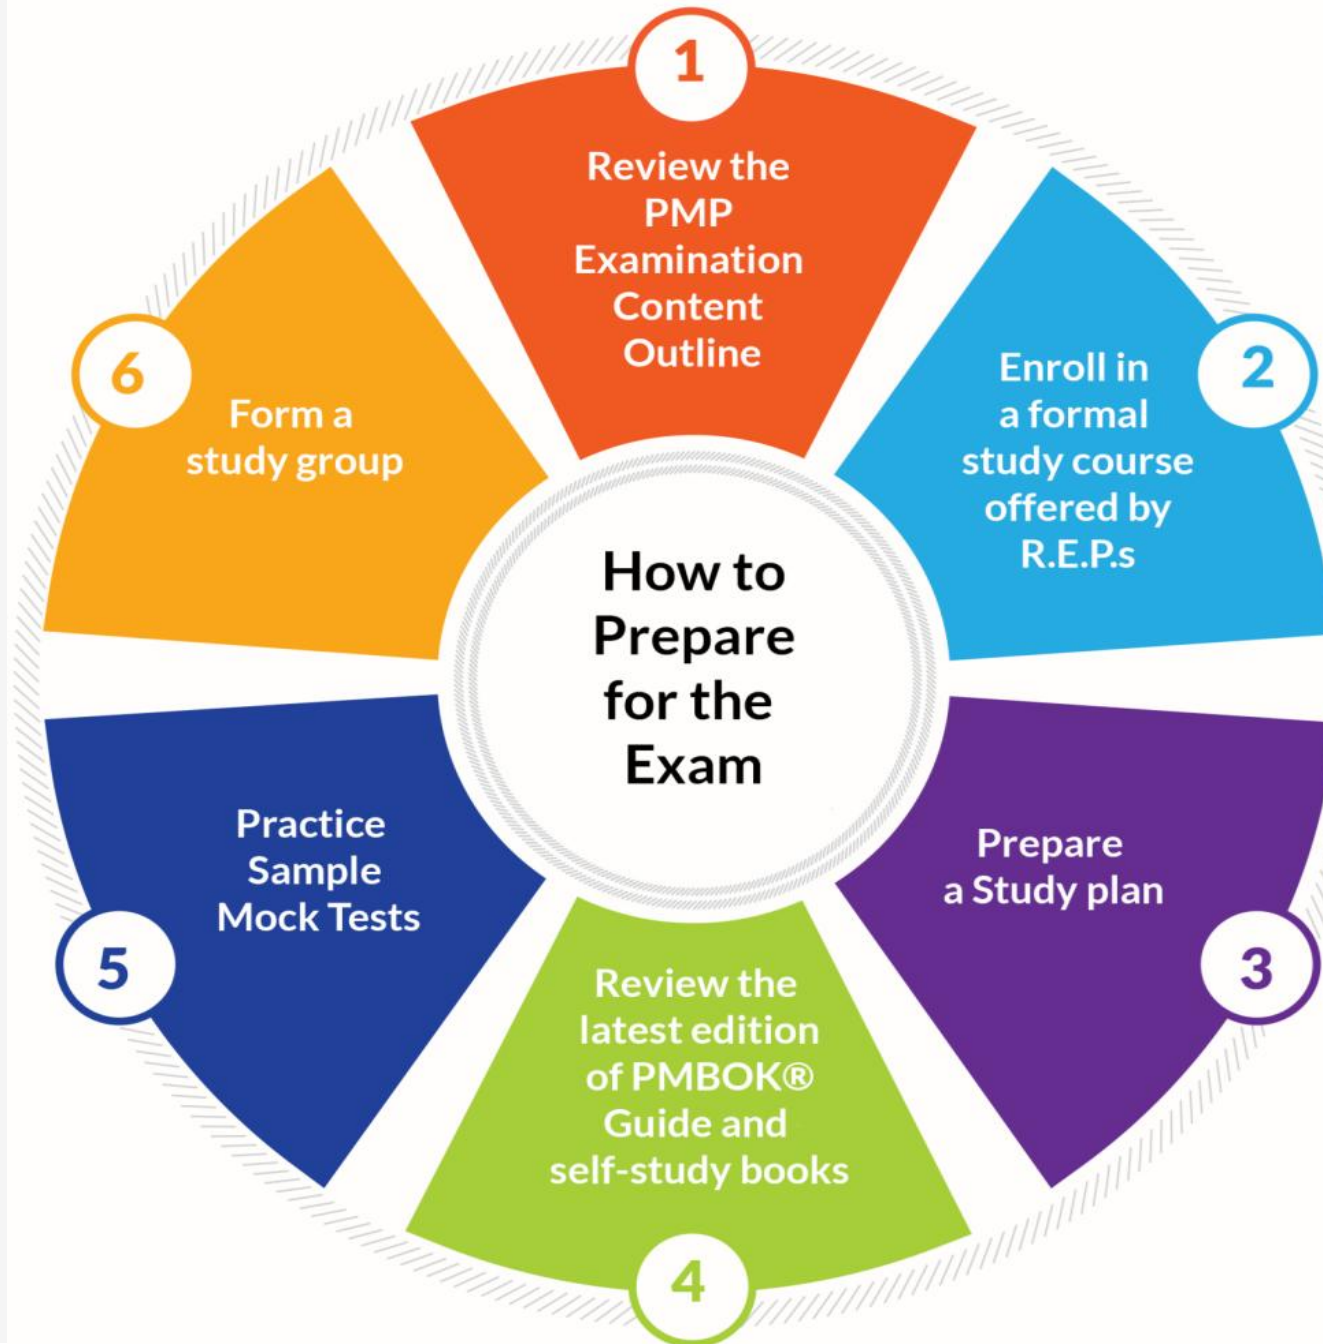 How to
Prepare
for the
Exam
1
Review the
PMP
Examination
Content
Outline
2
Enroll in
a formal
study course
offered by
R.E.P.s
3
Prepare
a Study plan
4
Review the
latest edition
of PMBOK®
Guide and
self-study books
5
Practice
Sample
Mock Tests
6
Form a
study group